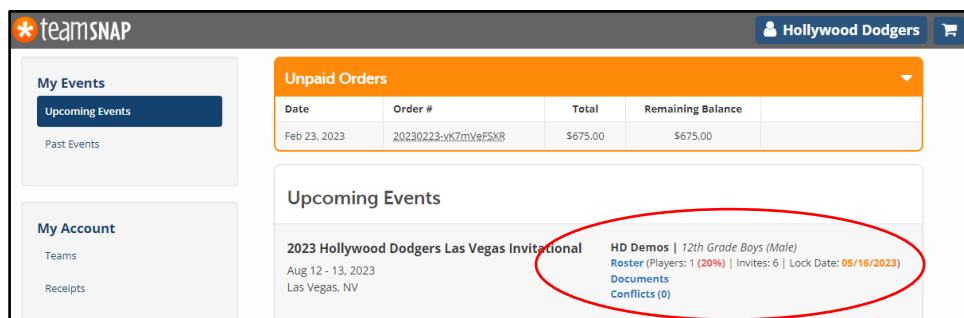 teamsnap
Hollywood Dodgers
My Events
Upcoming Events
Past Events
My Account
Teams
Receipts
Unpaid Orders
Date Order # Total Remaining Balance
Feb 23, 2023 20230223-vK7mVeFSXR $675.00 $675.00
Upcoming Events
2023 Hollywood Dodgers Las Vegas Invitational
Aug 12 - 13, 2023
Las Vegas, NV
HD Demos | 12th Grade Boys (Male)
Roster (Players: 1 (20%) | Invites: 6 | Lock Date: 05/16/2023)
Documents
Conflicts (0)